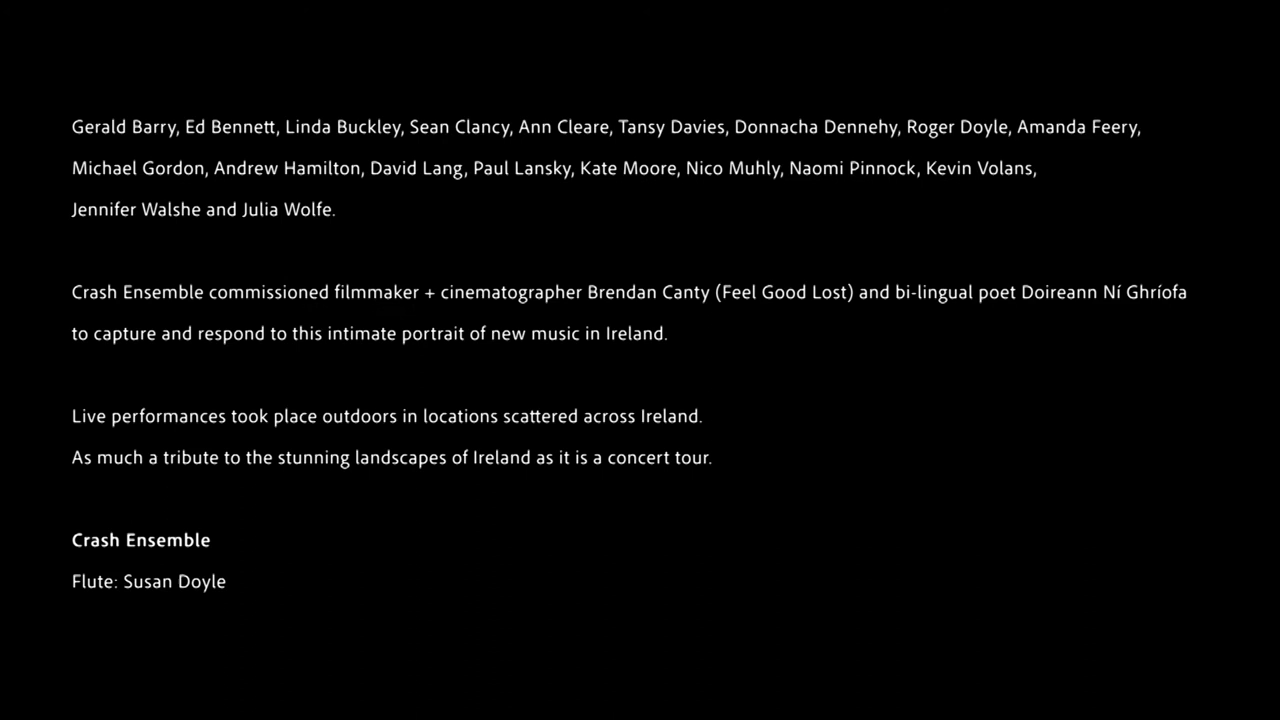 Gerald Barry, Ed Bennett, Linda Buckley, Sean Clancy, Ann Cleare, Tansy Davies, Donnacha Dennehy, Roger Doyle, Amanda Feery,
Michael Gordon, Andrew Hamilton, David Lang, Paul Lansky, Kate Moore, Nico Muhly, Naomi Pinnock, Kevin Volans,
Jennifer Walshe and Julia Wolfe.
Crash Ensemble commissioned filmmaker + cinematographer Brendan Canty (Feel Good Lost) and bi-lingual poet Doireann Ní Ghríofa
to capture and respond to this intimate portrait of new music in Ireland.
Live performances took place outdoors in locations scattered across Ireland.
As much a tribute to the stunning landscapes of Ireland as it is a concert tour.
Crash Ensemble
Flute: Susan Doyle